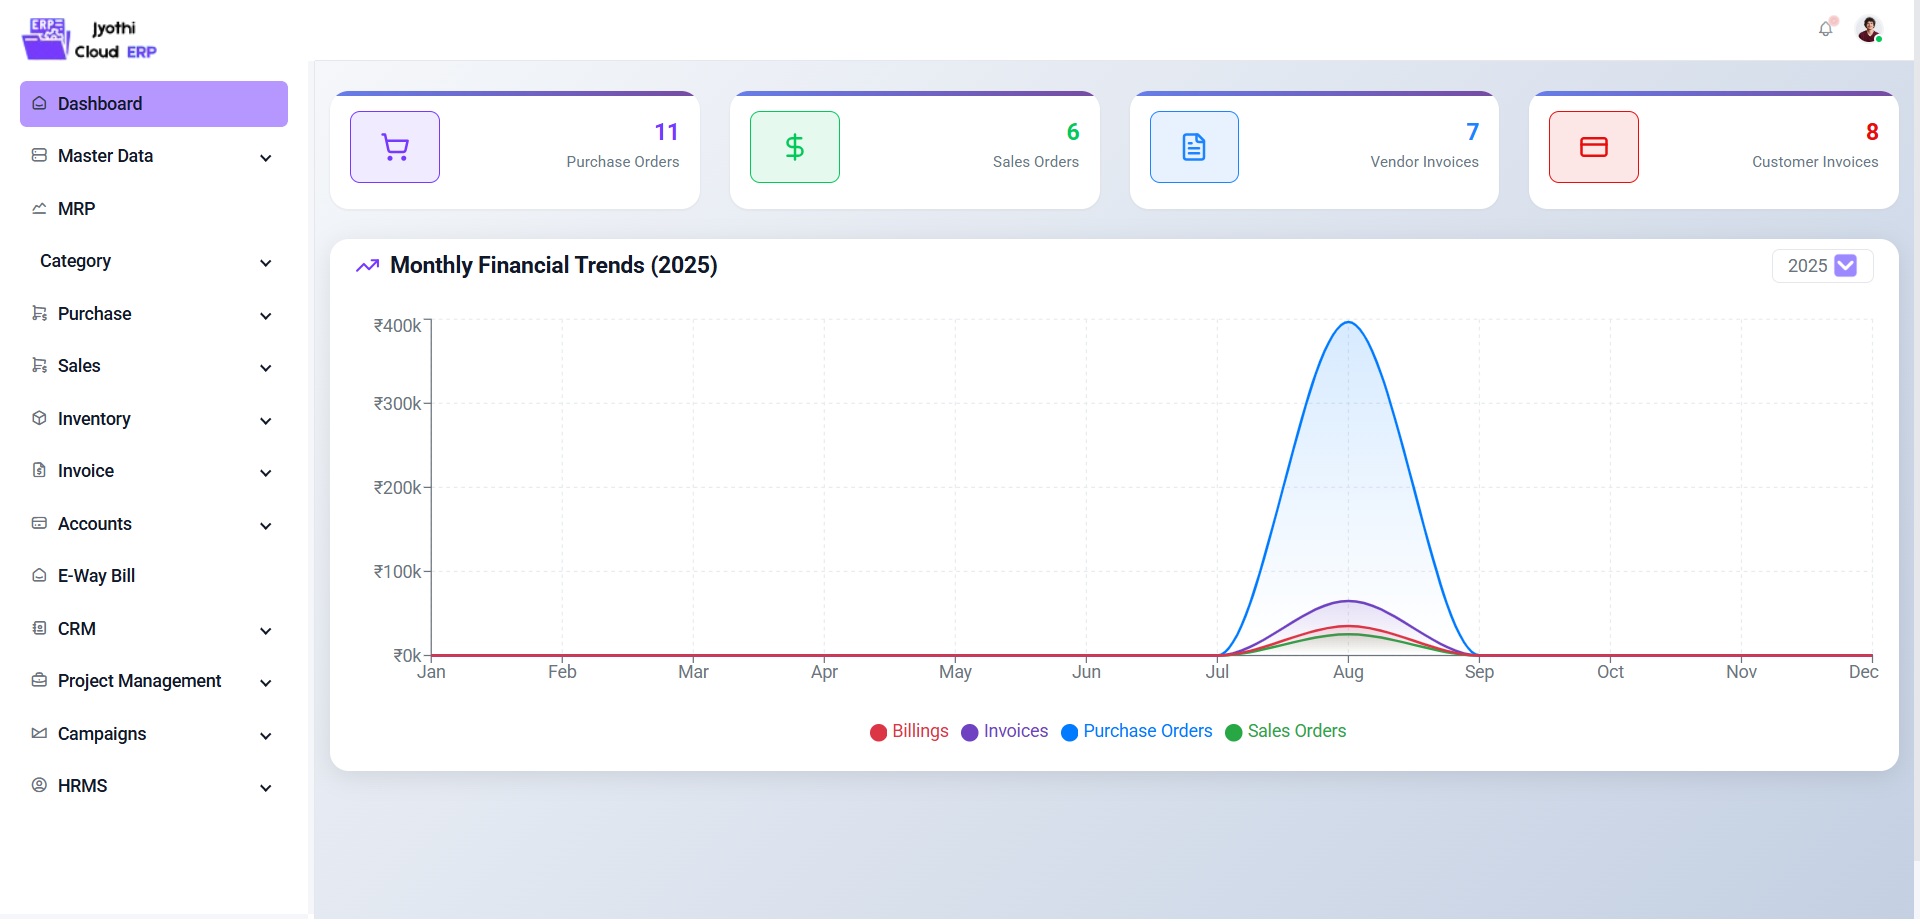 ERP
Jyothi
Cloud ERP
Dashboard
Master Data
MRP
Category
Purchase
Sales
Inventory
Invoice
Accounts
E-Way Bill
CRM
Project Management
Campaigns
HRMS
11
Purchase Orders
6
Sales Orders
7
Vendor Invoices
8
Customer Invoices
Monthly Financial Trends (2025)
2025
₹400k
₹300k
₹200k
₹100k
₹0k
Jan Feb Mar Apr May Jun Jul Aug Sep Oct Nov Dec
Billings Invoices Purchase Orders Sales Orders